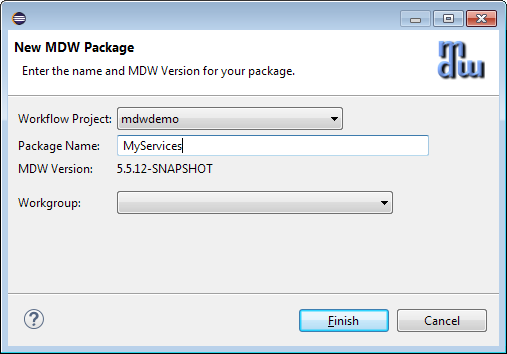 New MDW Package
Enter the name and MDW Version for your package.
mdw
Workflow Project: mdwdemo
Package Name: MyServices
MDW Version: 5.5.12-SNAPSHOT
Workgroup:
?
Finish Cancel